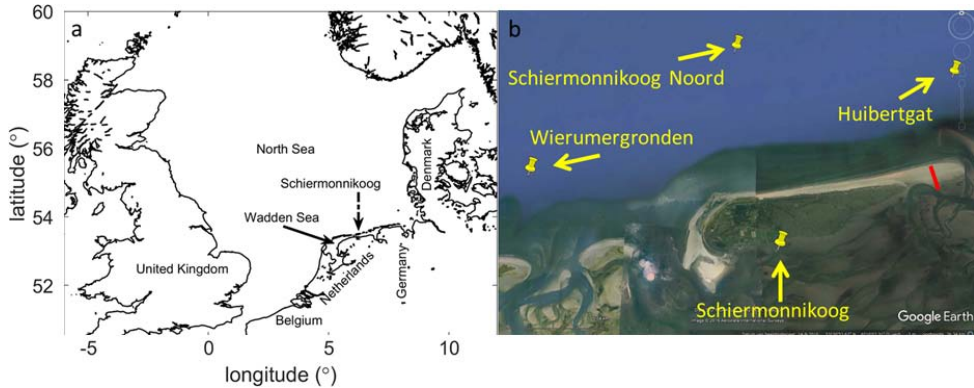 a
60
58
56
54
52
latitude (°)
North Sea
Denmark
Schiermonnikoog
Wadden Sea
United Kingdom
Netherlands
Germany
Belgium
-5
0
5
10
longitude (°)
b
Schiermonnikoog Noord
Huibertgat
Wierumergronden
Schiermonnikoog
Google Earth